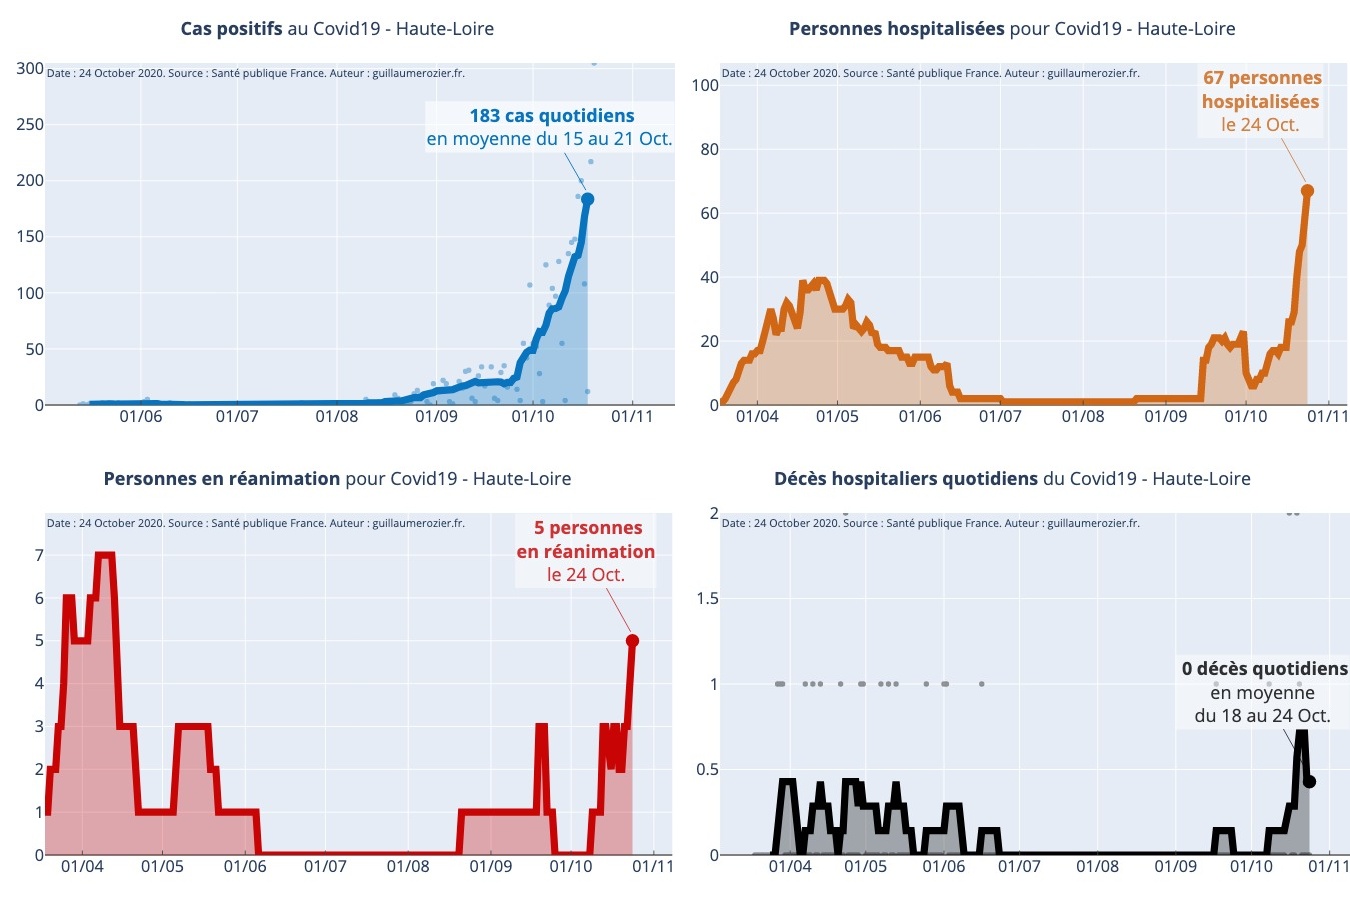 Cas positifs au Covid19 - Haute-Loire
Date : 24 October 2020. Source : Santé publique France. Auteur : guillaumerozier.fr.
183 cas quotidiens
en moyenne du 15 au 21 Oct.
300
250
200
150
100
50
0
01/06 01/07 01/08 01/09 01/10 01/11
Personnes hospitalisées pour Covid19 - Haute-Loire
Date : 24 October 2020. Source : Santé publique France. Auteur : guillaumerozier.fr.
67 personnes
hospitalisées
le 24 Oct.
100
80
60
40
20
0
01/04 01/05 01/06 01/07 01/08 01/09 01/10 01/11
Personnes en réanimation pour Covid19 - Haute-Loire
Date : 24 October 2020. Source : Santé publique France. Auteur : guillaumerozier.fr.
5 personnes
en réanimation
le 24 Oct.
7
6
5
4
3
2
1
0
01/04 01/05 01/06 01/07 01/08 01/09 01/10 01/11
Décès hospitaliers quotidiens du Covid19 - Haute-Loire
Date : 24 October 2020. Source : Santé publique France. Auteur : guillaumerozier.fr.
0 décès quotidiens
en moyenne
du 18 au 24 Oct.
2
1.5
1
0.5
0
01/04 01/05 01/06 01/07 01/08 01/09 01/10 01/11